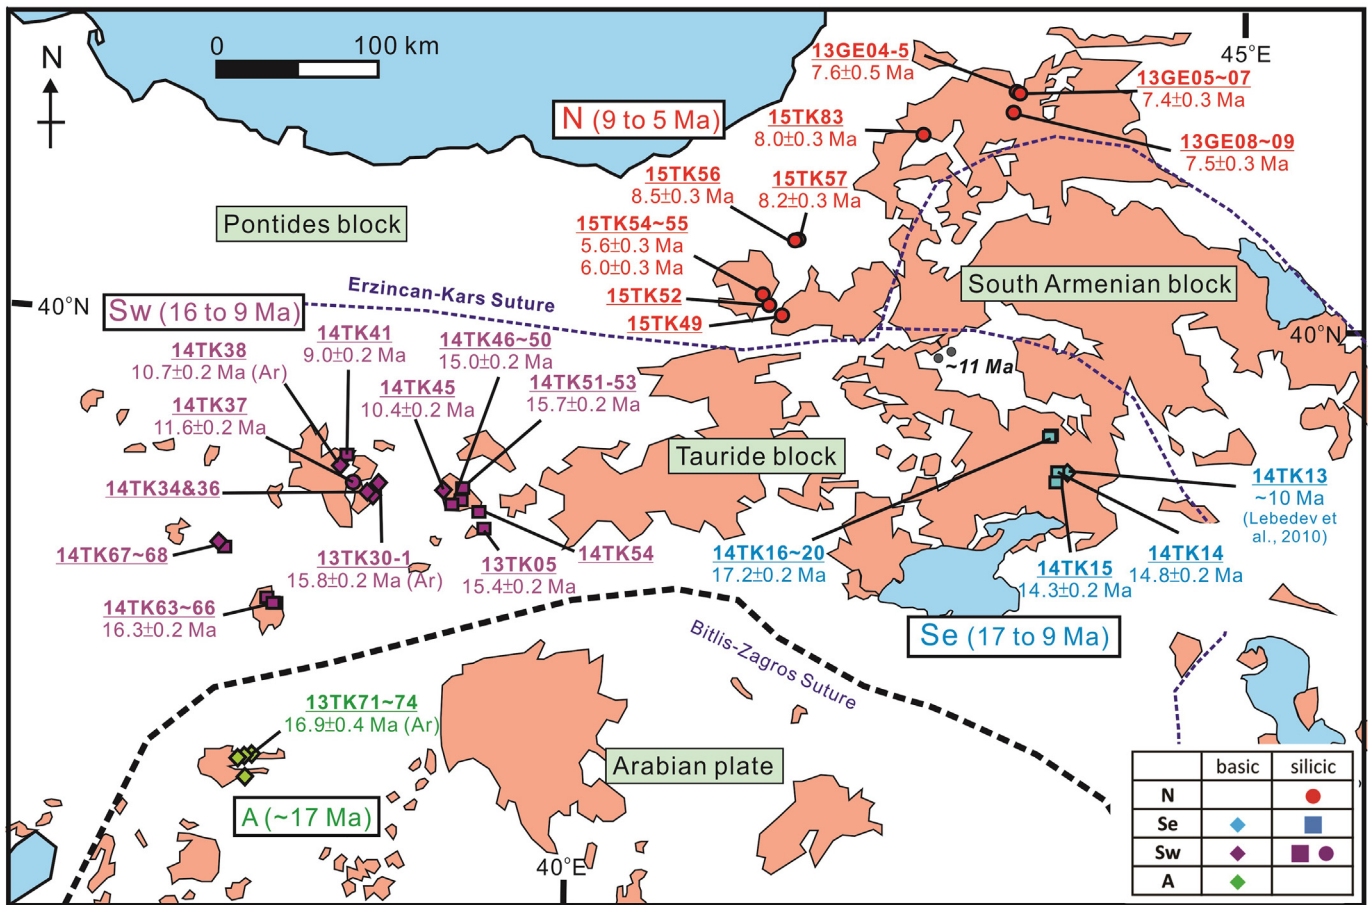 0 100 km
N
45°E
13GE04-5
7.6±0.5 Ma
13GE05~07
7.4±0.3 Ma
N (9 to 5 Ma)
15TK83
8.0±0.3 Ma
13GE08~09
7.5±0.3 Ma
15TK56
8.5±0.3 Ma
15TK57
8.2±0.3 Ma
Pontides block
15TK54~55
5.6±0.3 Ma
6.0±0.3 Ma
15TK52
15TK49
South Armenian block
40°N
Erzincan-Kars Suture
40°N
Sw (16 to 9 Ma)
14TK41
9.0±0.2 Ma
14TK38
10.7±0.2 Ma (Ar)
14TK46~50
15.0±0.2 Ma
~11 Ma
14TK45
10.4±0.2 Ma
14TK51-53
15.7±0.2 Ma
14TK37
11.6±0.2 Ma
Tauride block
14TK34&36
14TK13
~10 Ma
(Lebedev et
al., 2010)
14TK67~68
13TK30-1
15.8±0.2 Ma (Ar)
13TK05
15.4±0.2 Ma
14TK54
14TK16~20
17.2±0.2 Ma
14TK15
14.3±0.2 Ma
14TK14
14.8±0.2 Ma
14TK63~66
16.3±0.2 Ma
Se (17 to 9 Ma)
Bitlis-Zagros Suture
13TK71~74
16.9±0.4 Ma (Ar)
Arabian plate
A (~17 Ma)
40°E
basic silicic
N
Se
Sw
A